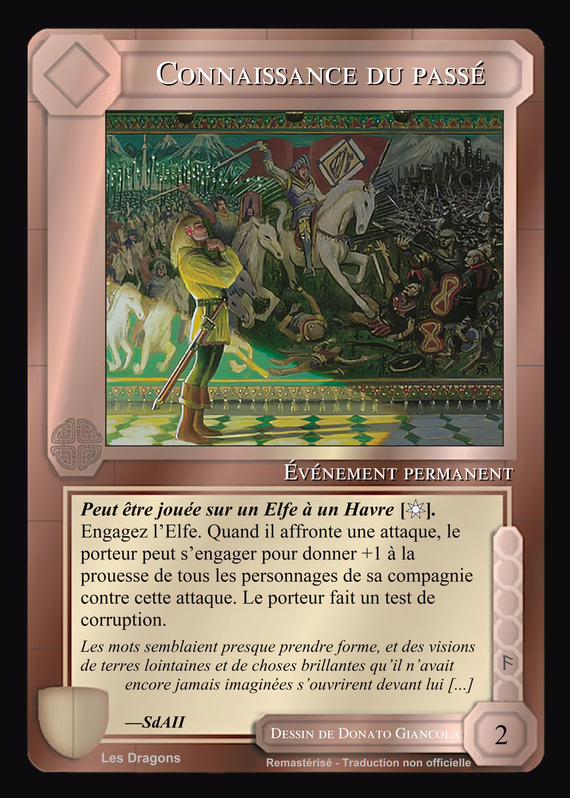 Connaissance du passé
Événement permanent
Peut être jouée sur un Elfe à un Havre [ ].
Engagez l'Elfe. Quand il affronte une attaque, le
porteur peut s'engager pour donner +1 à la
prouesse de tous les personnages de sa compagnie
contre cette attaque. Le porteur fait un test de
corruption.
Les mots semblaient presque prendre forme, et des visions
de terres lointaines et de choses brillantes qu'il n'avait
encore jamais imaginées s'ouvrirent devant lui [...]
—SdAII
Dessin de Donato Giancola
2
Les Dragons
Remastérisé - Traduction non officielle